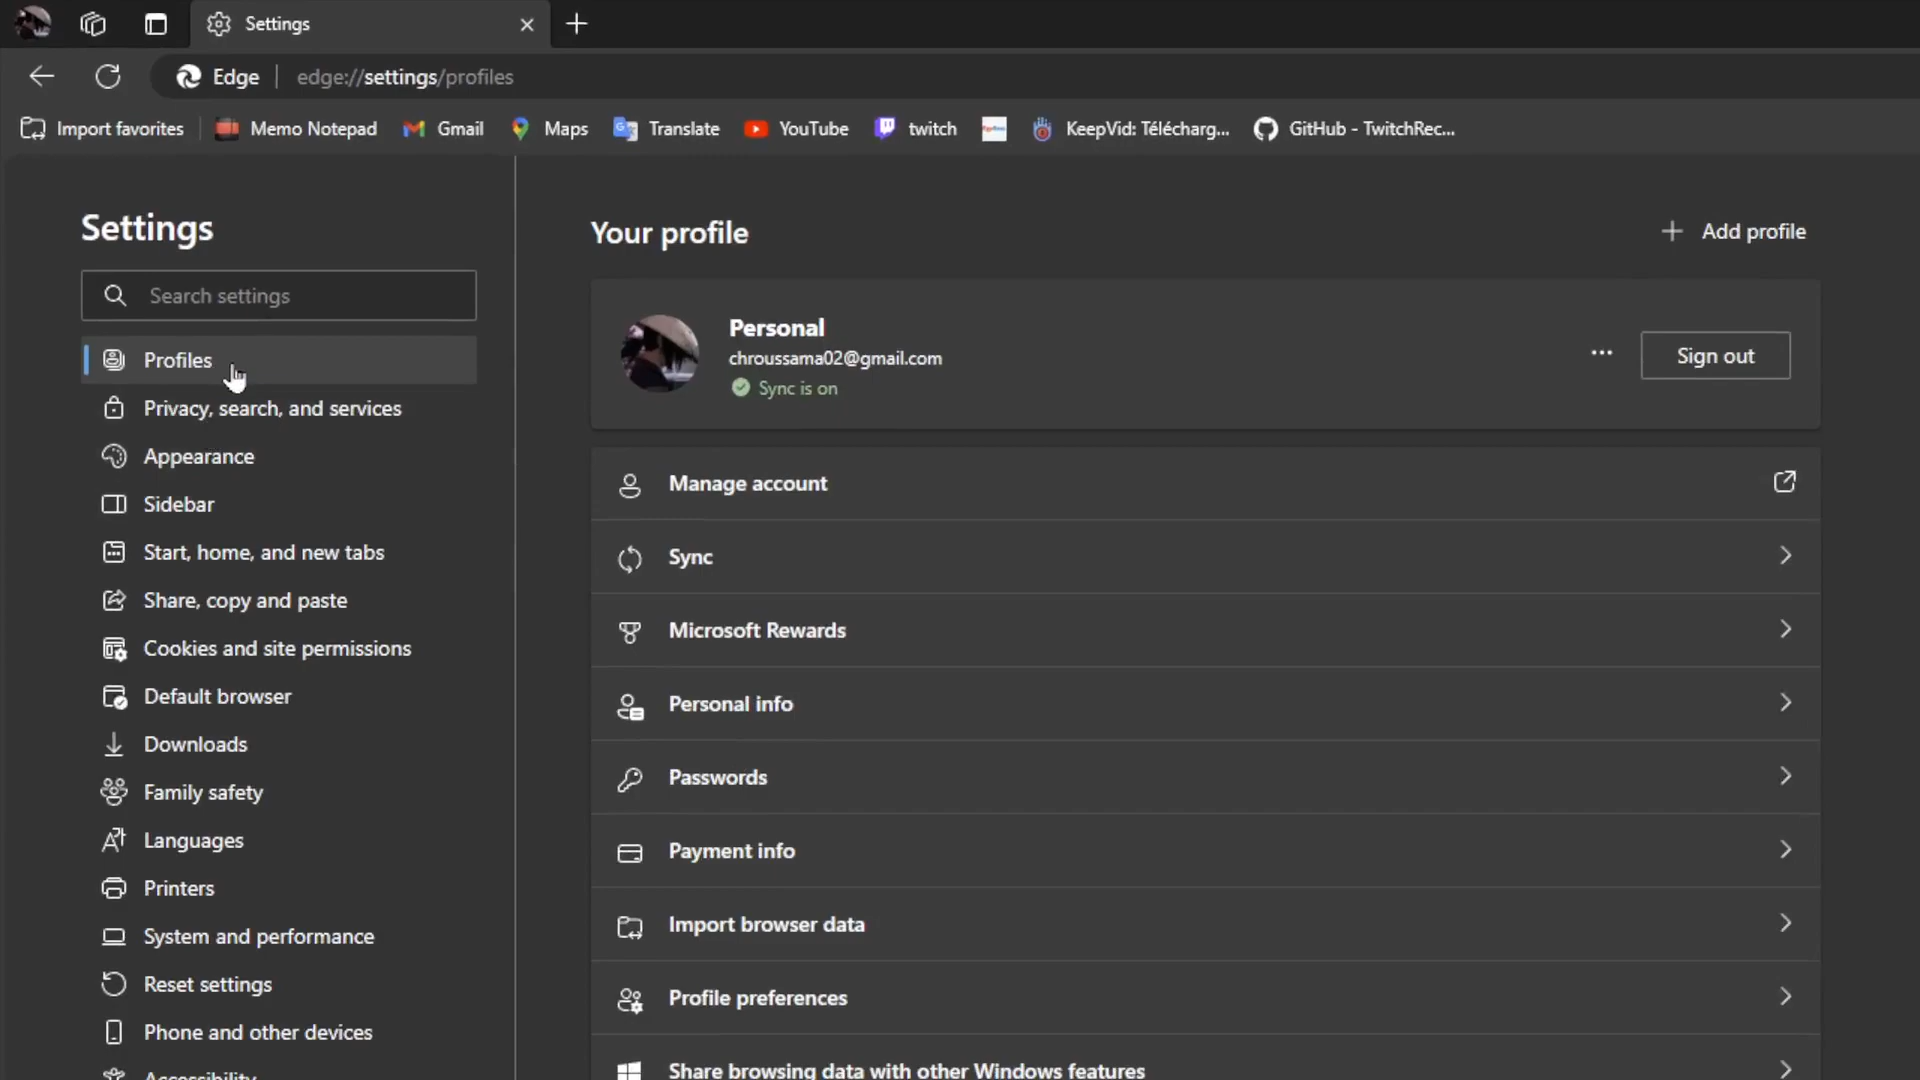 Settings
Edge edge://settings/profiles
Import favorites Memo Notepad Gmail Maps Translate YouTube twitch KeepVid: Télécharg... GitHub - TwitchRec...
Settings
Search settings
Profiles
Privacy, search, and services
Appearance
Sidebar
Start, home, and new tabs
Share, copy and paste
Cookies and site permissions
Default browser
Downloads
Family safety
Languages
Printers
System and performance
Reset settings
Phone and other devices
Accessibility
Your profile
Add profile
Personal
chroussama02@gmail.com
Sync is on
Sign out
Manage account
Sync
Microsoft Rewards
Personal info
Passwords
Payment info
Import browser data
Profile preferences
Share browsing data with other Windows features